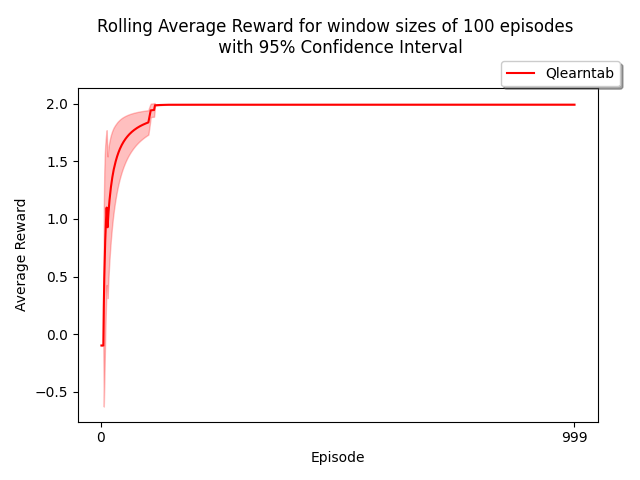 Rolling Average Reward for window sizes of 100 episodes
with 95% Confidence Interval
Qlearntab
2.0
1.5
1.0
0.5
0.0
−0.5
Average Reward
0
999
Episode